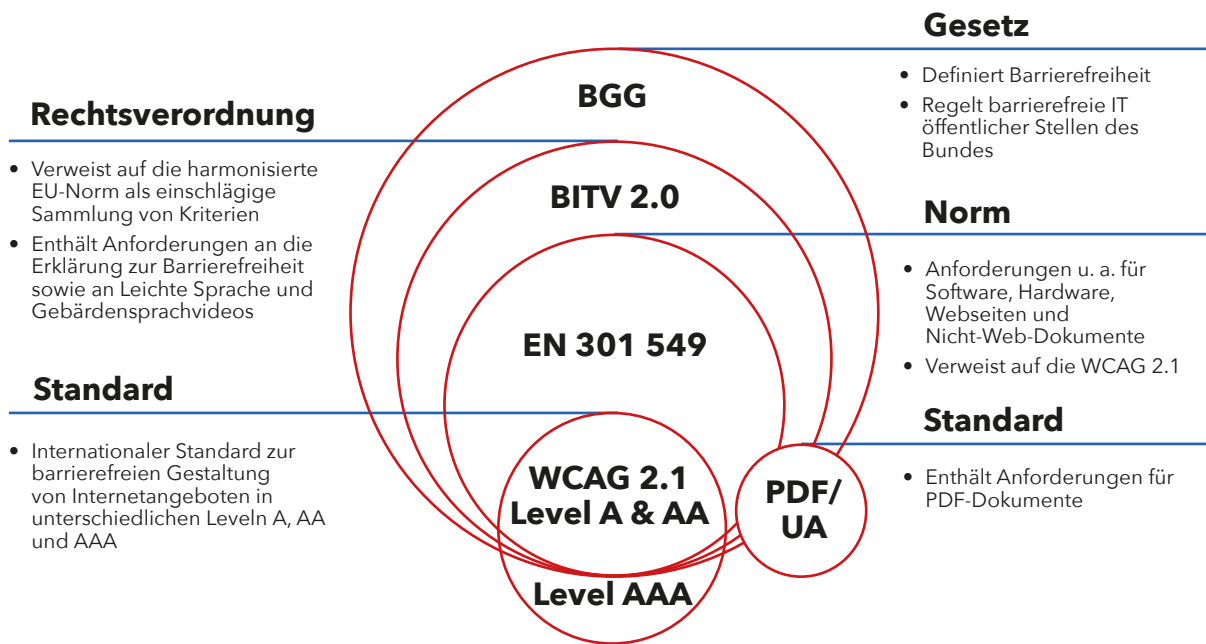 Gesetz
• Definiert Barrierefreiheit
• Regelt barrierefreie IT
öffentlicher Stellen des
Bundes
BGG
Rechtsverordnung
• Verweist auf die harmonisierte
EU-Norm als einschlägige
Sammlung von Kriterien
• Enthält Anforderungen an die
Erklärung zur Barrierefreiheit
sowie an Leichte Sprache und
Gebärdensprachvideos
BITV 2.0
Norm
• Anforderungen u. a. für
Software, Hardware,
Webseiten und
Nicht-Web-Dokumente
• Verweist auf die WCAG 2.1
EN 301 549
Standard
• Internationaler Standard zur
barrierefreien Gestaltung
von Internetangeboten in
unterschiedlichen Leveln A, AA
und AAA
WCAG 2.1
Level A & AA
Level AAA
Standard
• Enthält Anforderungen für
PDF-Dokumente
PDF/
UA